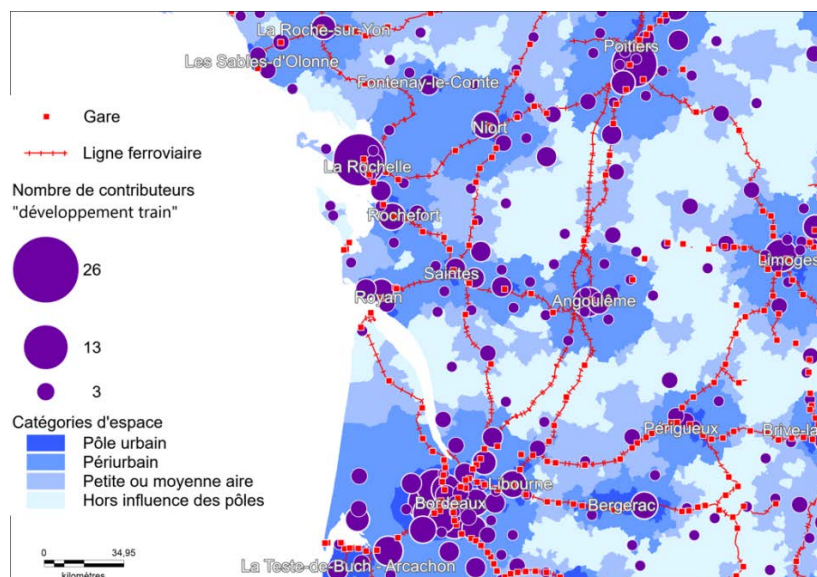 Gare
Ligne ferroviaire
Nombre de contributeurs
"développement train"
26
13
3
Catégories d'espace
Pôle urbain
Périurbain
Petite ou moyenne aire
Hors influence des pôles
0 34,95
kilomètres
La Roche-sur-Yon
Les Sables-d'Olonne
Fontenay-le-Comte
Poitiers
Niort
La Rochelle
Rochefort
Saintes
Limoges
Royan
Angoulême
Périgueux
Brive-la
Libourne
Bordeaux
Bergerac
La Teste-de-Buch - Arcachon